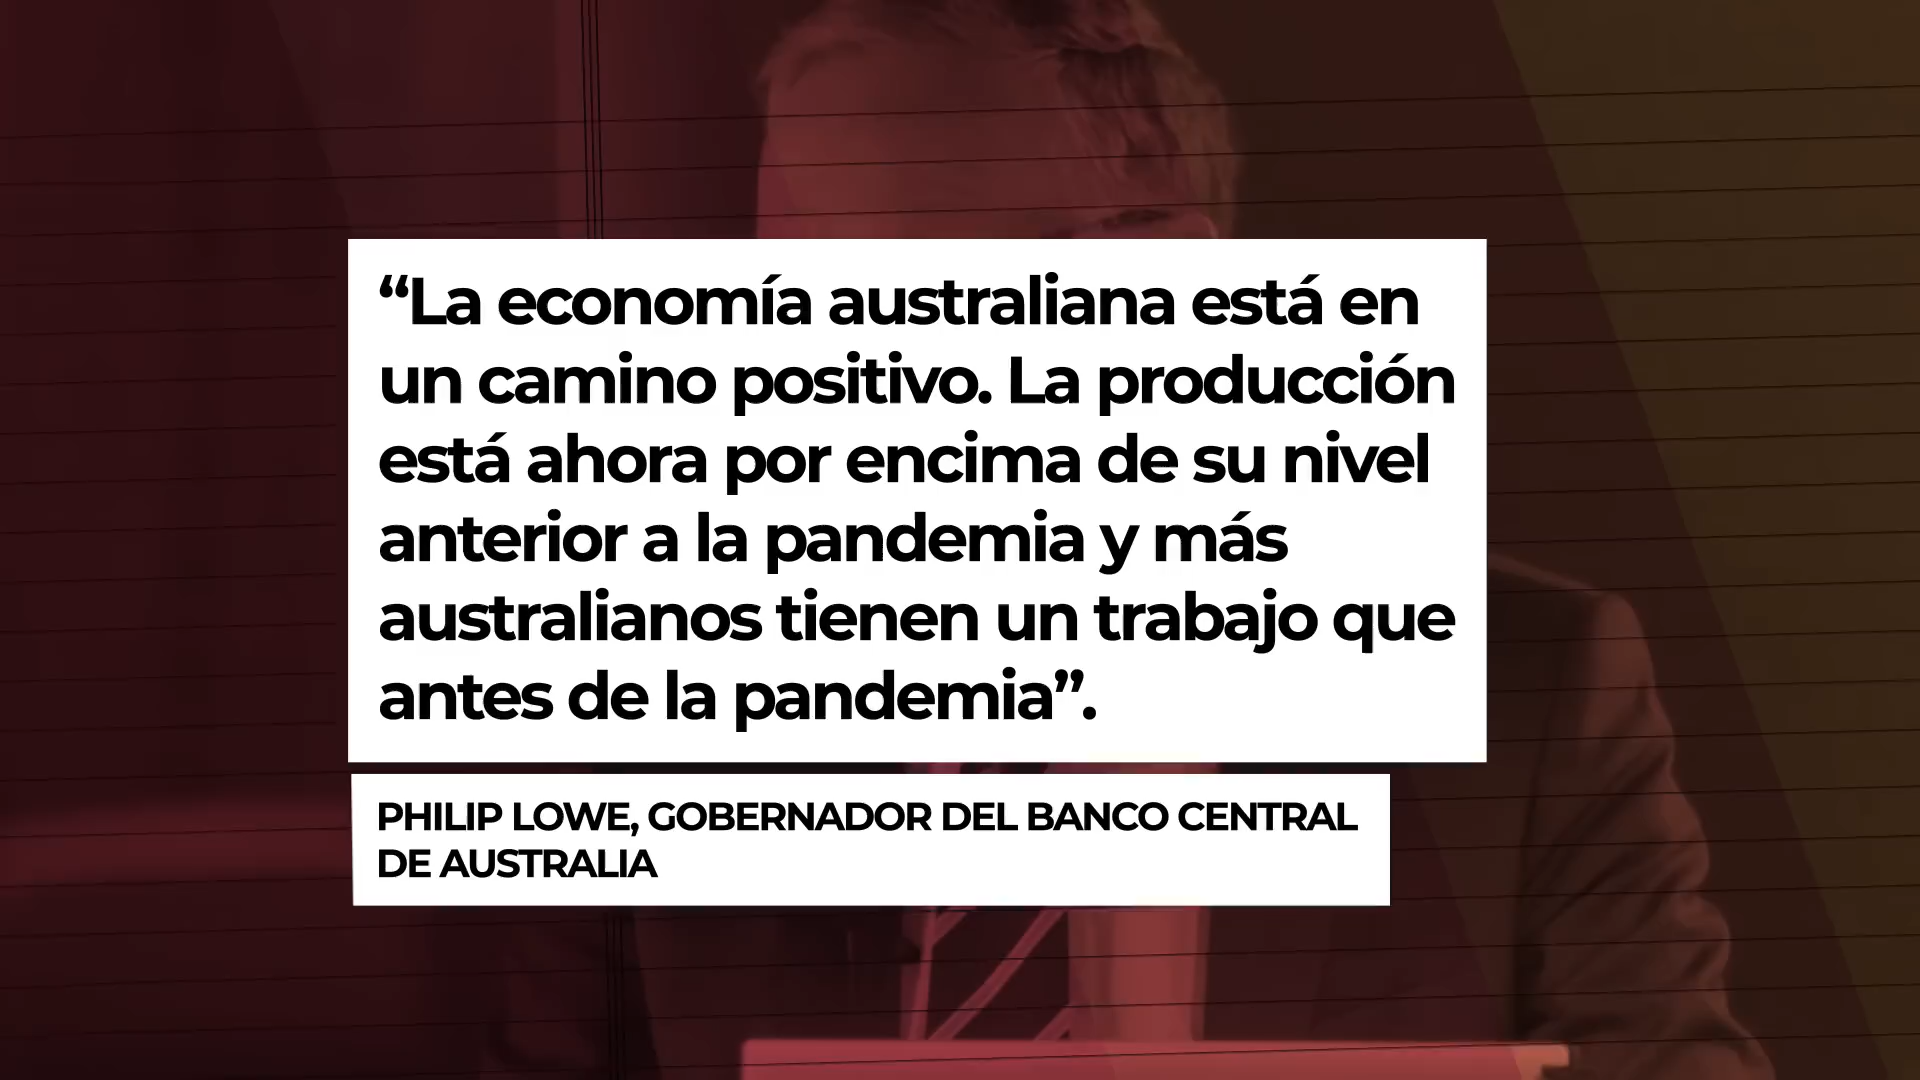 “La economía australiana está en
un camino positivo. La producción
está ahora por encima de su nivel
anterior a la pandemia y más
australianos tienen un trabajo que
antes de la pandemia”.
PHILIP LOWE, GOBERNADOR DEL BANCO CENTRAL
DE AUSTRALIA